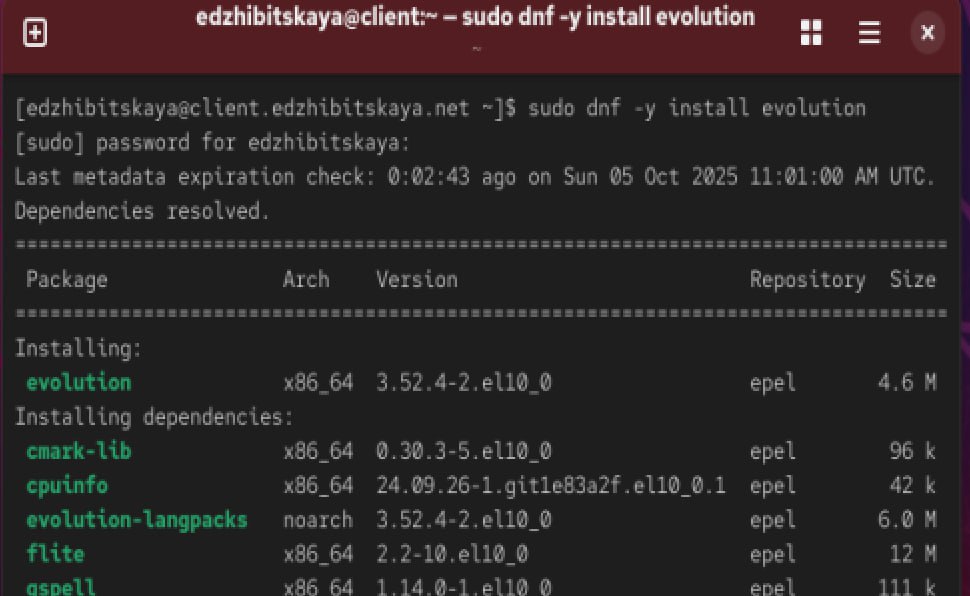 edzhibitskaya@client:~ — sudo dnf -y install evolution
~
[edzhibitskaya@client.edzhibitskaya.net ~]$ sudo dnf -y install evolution
[sudo] password for edzhibitskaya:
Last metadata expiration check: 0:02:43 ago on Sun 05 Oct 2025 11:01:00 AM UTC.
Dependencies resolved.
================================================================================
Package Arch Version Repository Size
================================================================================
Installing:
evolution x86_64 3.52.4-2.el10_0 epel 4.6 M
Installing dependencies:
cmark-lib x86_64 0.30.3-5.el10_0 epel 96 k
cpuinfo x86_64 24.09.26-1.git1e83a2f.el10_0.1 epel 42 k
evolution-langpacks noarch 3.52.4-2.el10_0 epel 6.0 M
flite x86_64 2.2-10.el10_0 epel 12 M
gspell x86_64 1.14.0-1.el10_0 epel 111 k